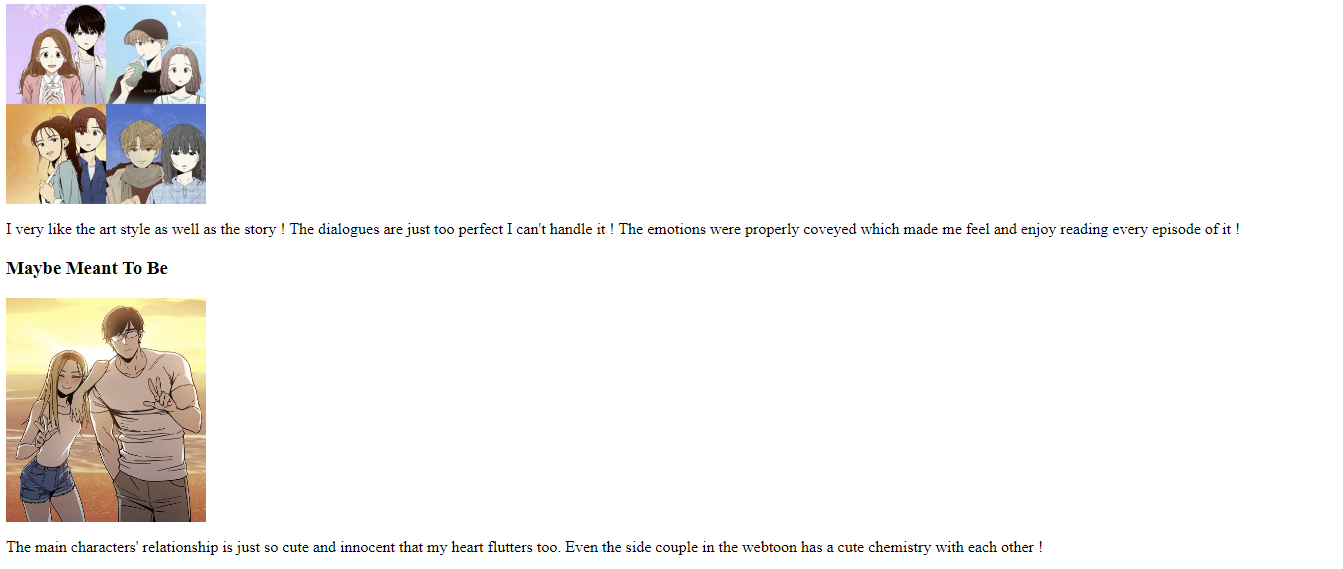 I very like the art style as well as the story ! The dialogues are just too perfect I can't handle it ! The emotions were properly coveyed which made me feel and enjoy reading every episode of it !
Maybe Meant To Be
The main characters' relationship is just so cute and innocent that my heart flutters too. Even the side couple in the webtoon has a cute chemistry with each other !